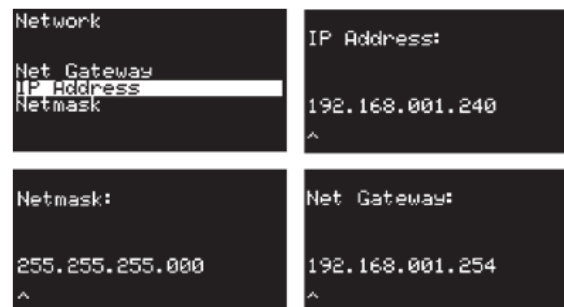 Network
Net Gateway
IP Address
Netmask
IP Address:
192.168.001.240
^
Netmask:
255.255.255.000
^
Net Gateway:
192.168.001.254
^